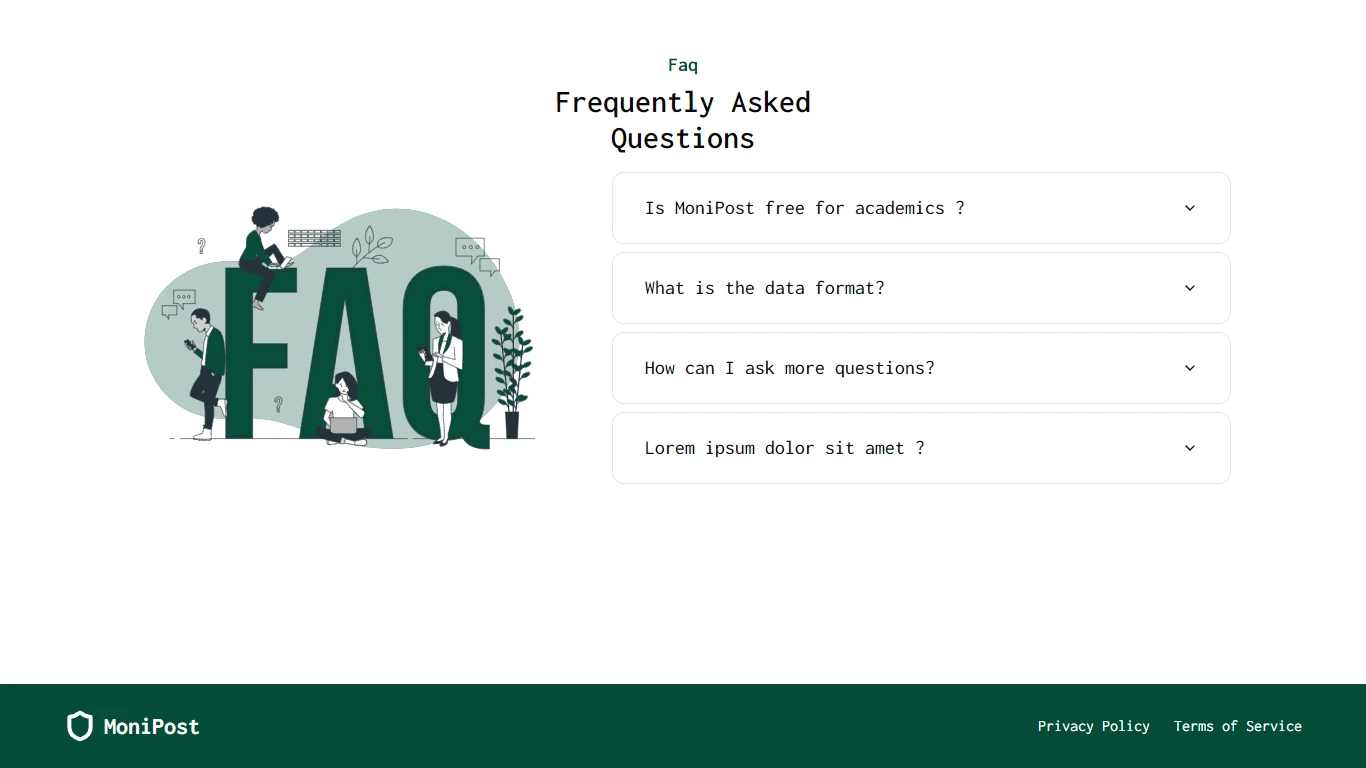 Faq
Frequently Asked
Questions
FAQ
?
?
Is MoniPost free for academics ?
What is the data format?
How can I ask more questions?
Lorem ipsum dolor sit amet ?
MoniPost
Privacy Policy
Terms of Service